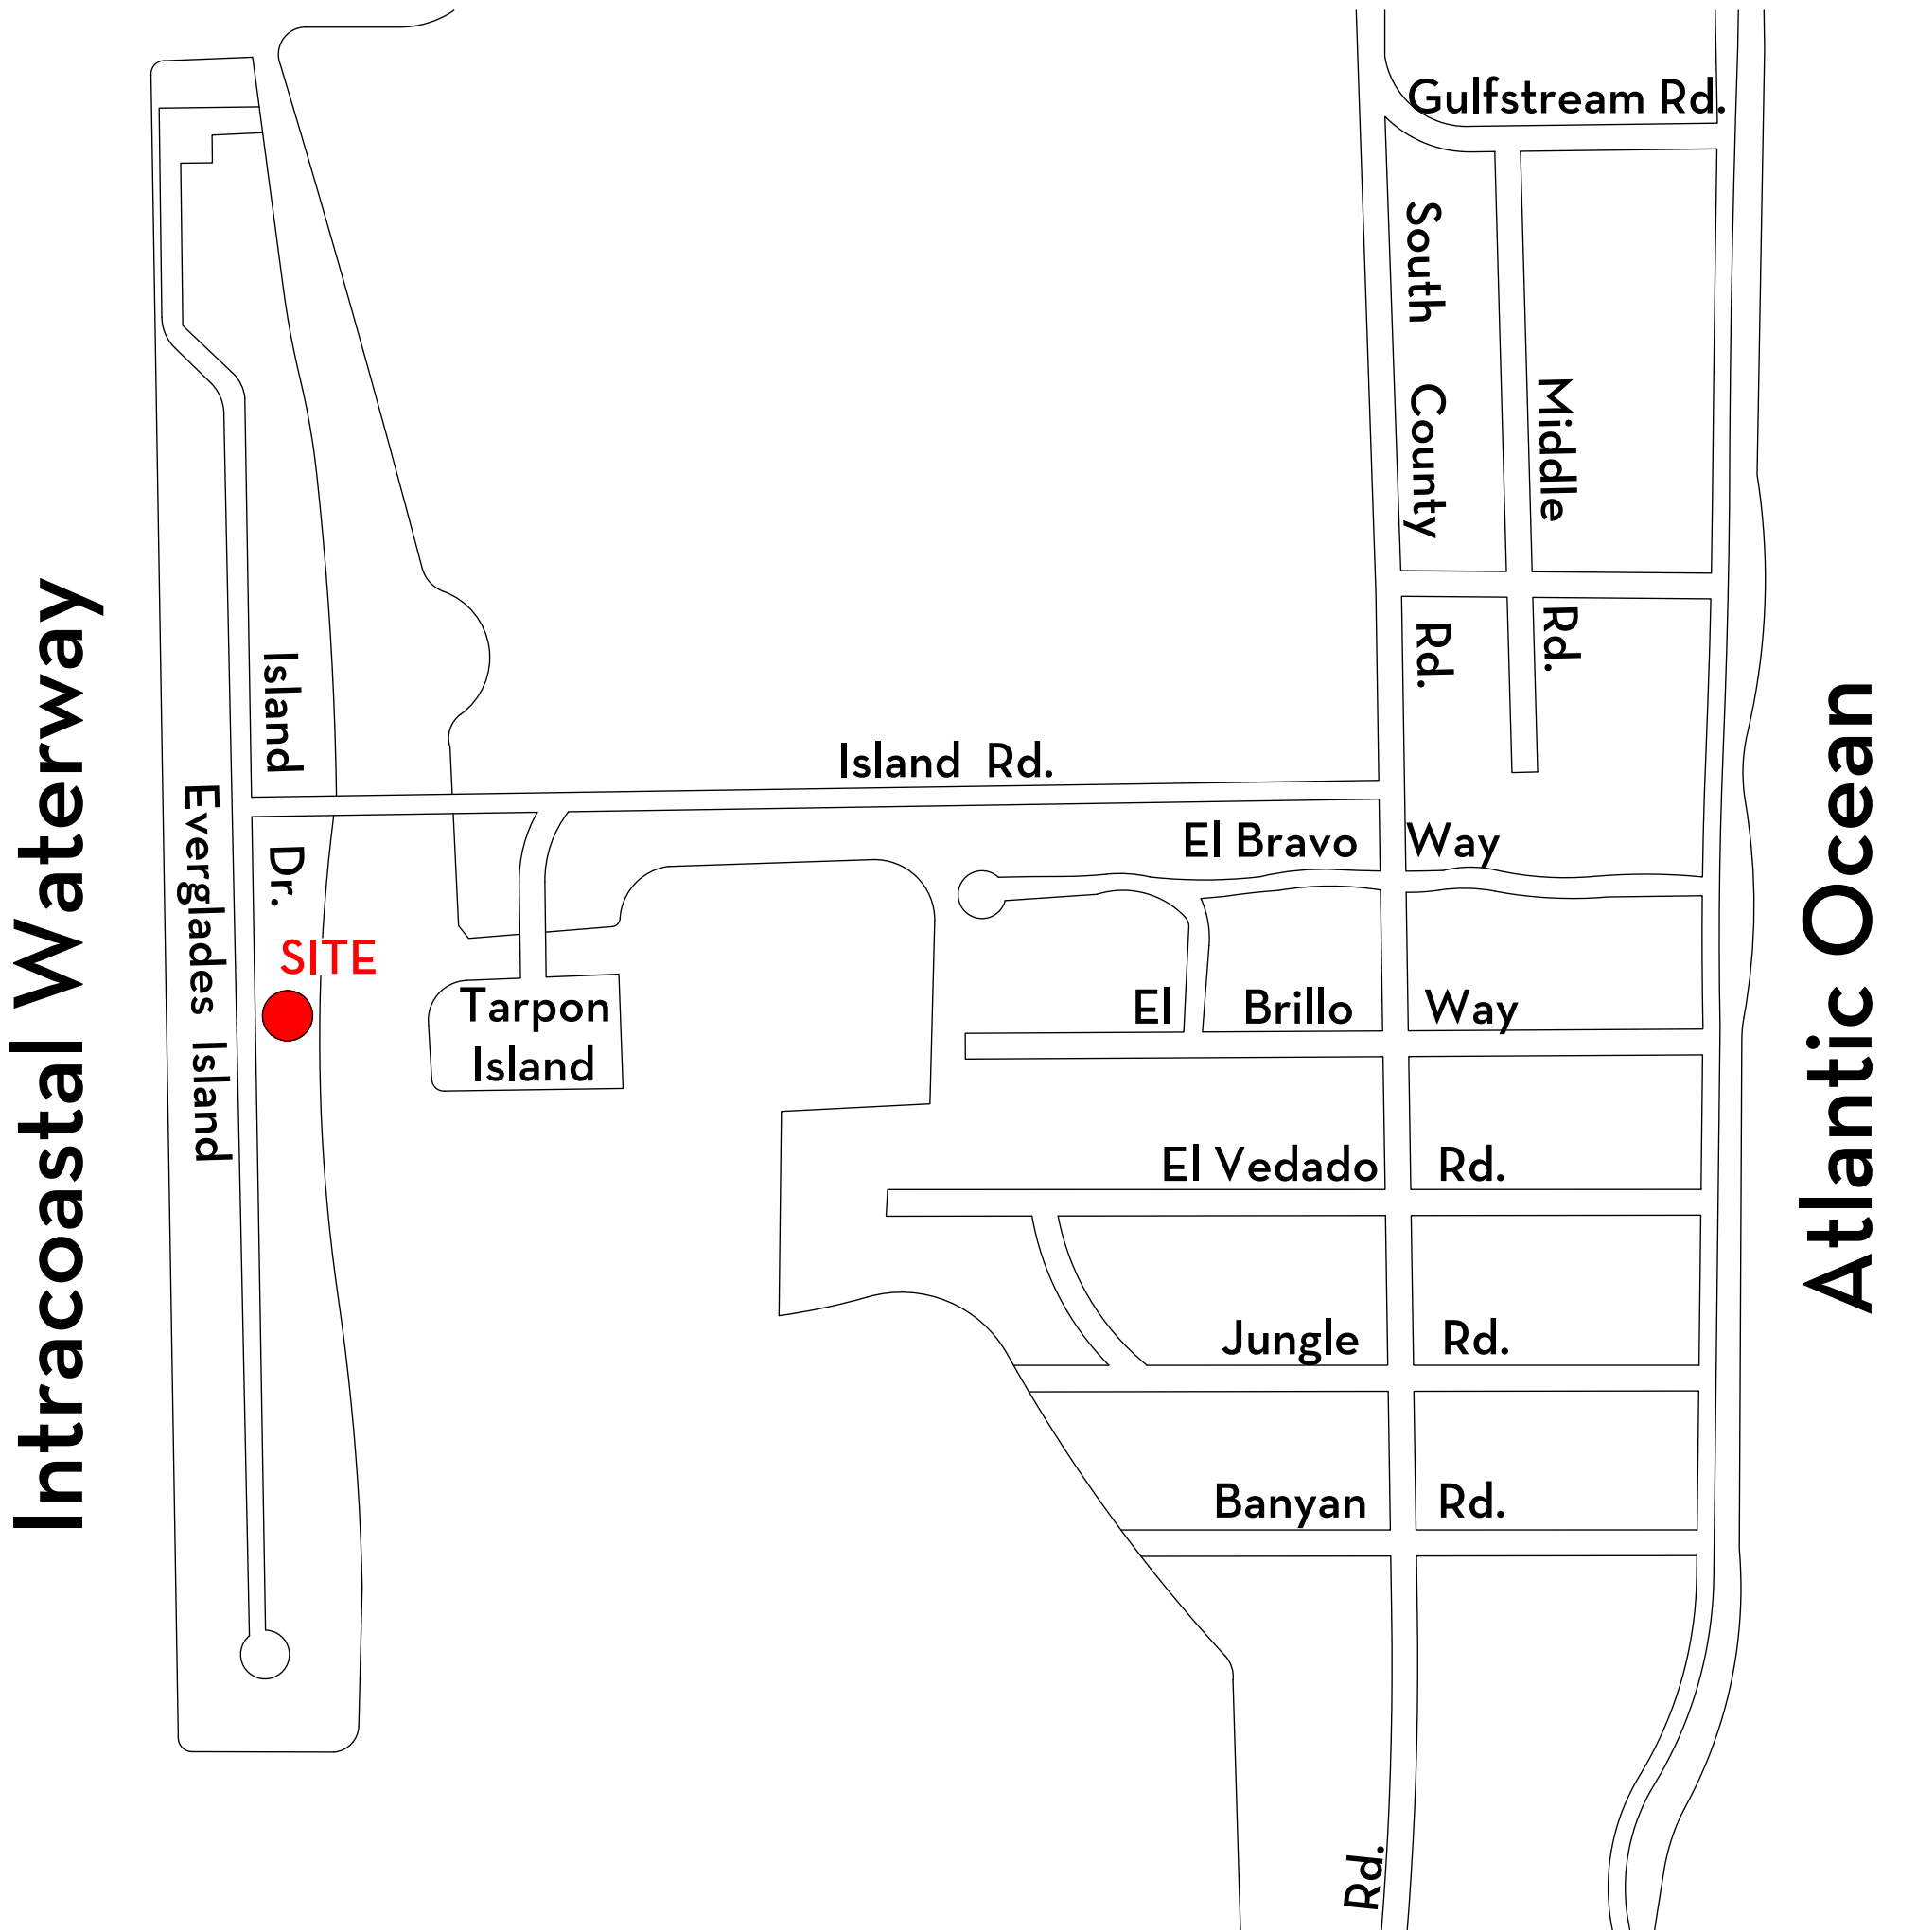 Gulfstream Rd.
South County Rd.
Middle Rd.
Intracoastal Waterway
Island Dr.
Everglades Island
Island Rd.
El Bravo Way
Atlantic Ocean
SITE
Tarpon
Island
El Brillo Way
El Vedado Rd.
Jungle Rd.
Banyan Rd.
Rd.